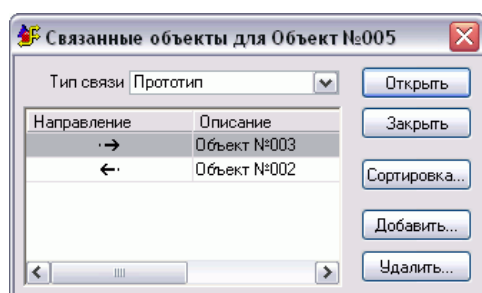 Связанные объекты для Объект №005
Тип связи Прототип
Открыть
Направление Описание
Закрыть
Объект №003
Объект №002
Сортировка...
Добавить...
Удалить...